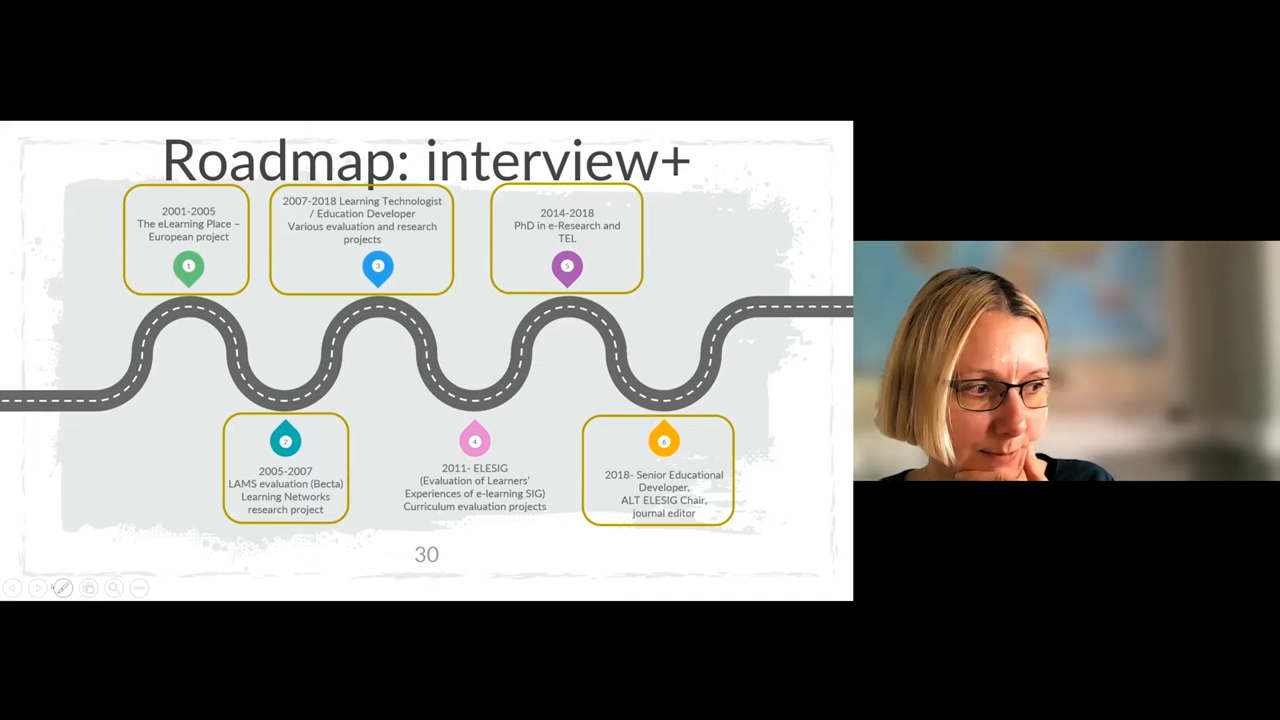 Roadmap: interview+
2001-2005
The eLearning Place –
European project
1
2007-2018 Learning Technologist
/ Education Developer
Various evaluation and research
projects
3
2014-2018
PhD in e-Research and
TEL
5
2
2005-2007
LAMS evaluation (Becta)
Learning Networks
research project
4
2011- ELESIG
(Evaluation of Learners’
Experiences of e-learning SIG)
Curriculum evaluation projects
6
2018- Senior Educational
Developer,
ALT ELESIG Chair,
journal editor
30